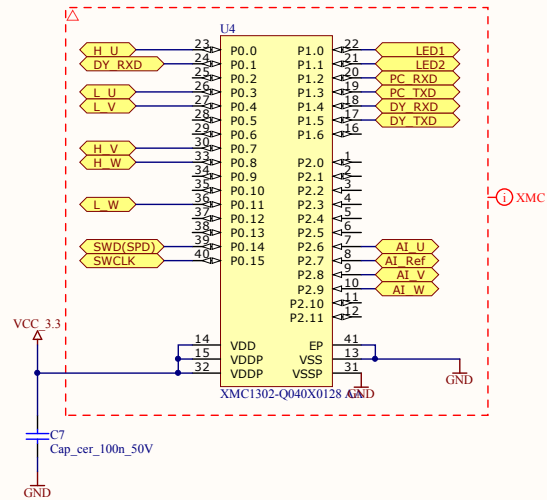 U4
H_U 23 P0.0 P1.0 22 LED1
DY_RXD 24 P0.1 P1.1 21 LED2
25 P0.2 P1.2 20 PC_RXD
L_U 26 P0.3 P1.3 19 PC_TXD
L_V 27 P0.4 P1.4 18 DY_RXD
28 P0.5 P1.5 17 DY_TXD
29 P0.6 P1.6 16
H_V 30 P0.7
H_W 33 P0.8 P2.0 1
34 P0.9 P2.1 2
35 P0.10 P2.2 3
L_W 36 P0.11 P2.3 4
i XMC
37 P0.12 P2.4 5
38 P0.13 P2.5 6
SWD(SPD) 39 P0.14 P2.6 7 AI_U
SWCLK 40 P0.15 P2.7 8 AI_Ref
P2.8 9 AI_V
P2.9 10 AI_W
P2.10 11
P2.11 12
VCC_3.3
14 VDD EP 41
15 VDDP VSS 13
32 VDDP VSSP 31
GND
GND
XMC1302-Q040X0128
C7
Cap_cer_100n_50V
GND